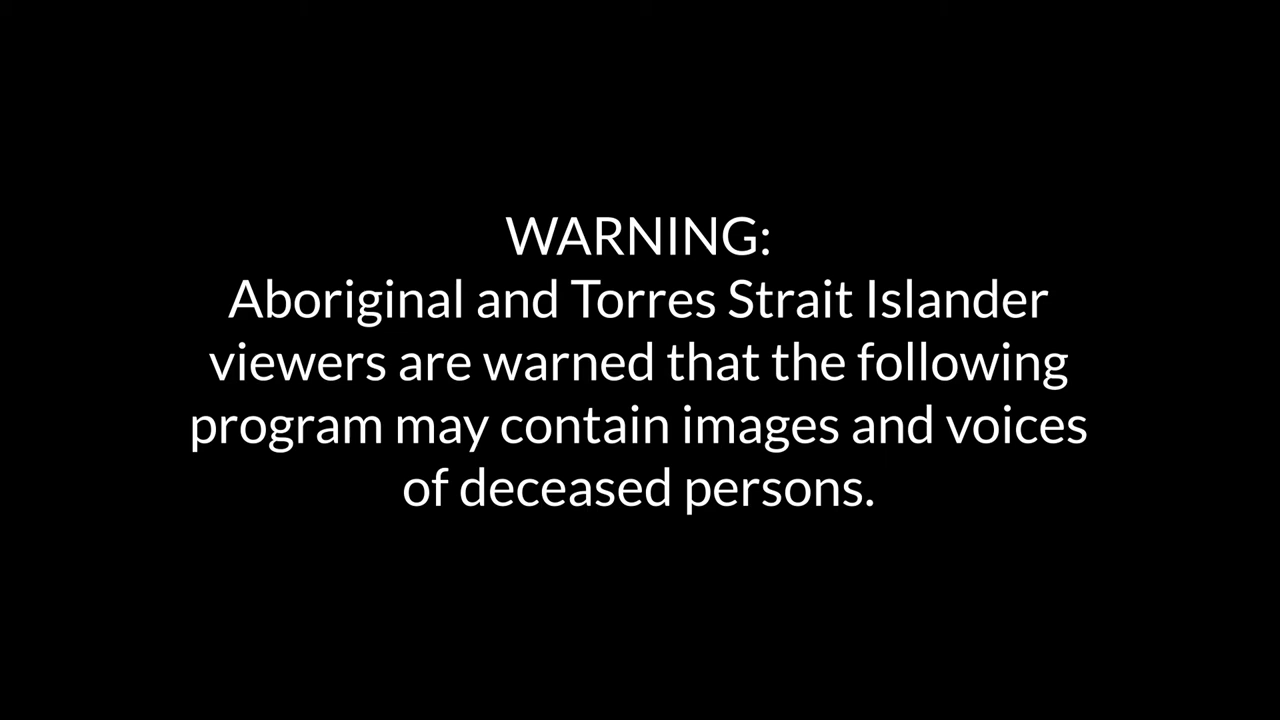 WARNING:
Aboriginal and Torres Strait Islander
viewers are warned that the following
program may contain images and voices
of deceased persons.